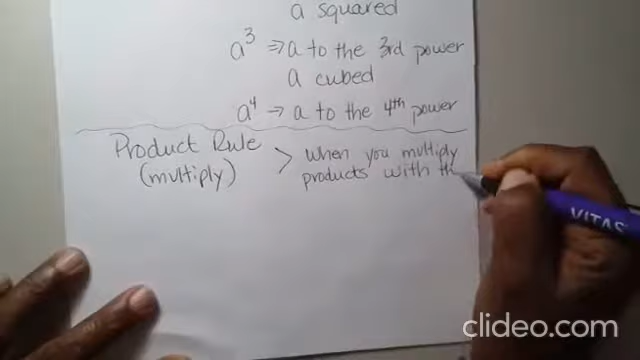 a squared
a³ ⇒ a to the 3rd power
a cubed
a⁴ → a to the 4th power
Product Rule
(multiply)
> when you multiply
products with th
VITAS
clideo.com